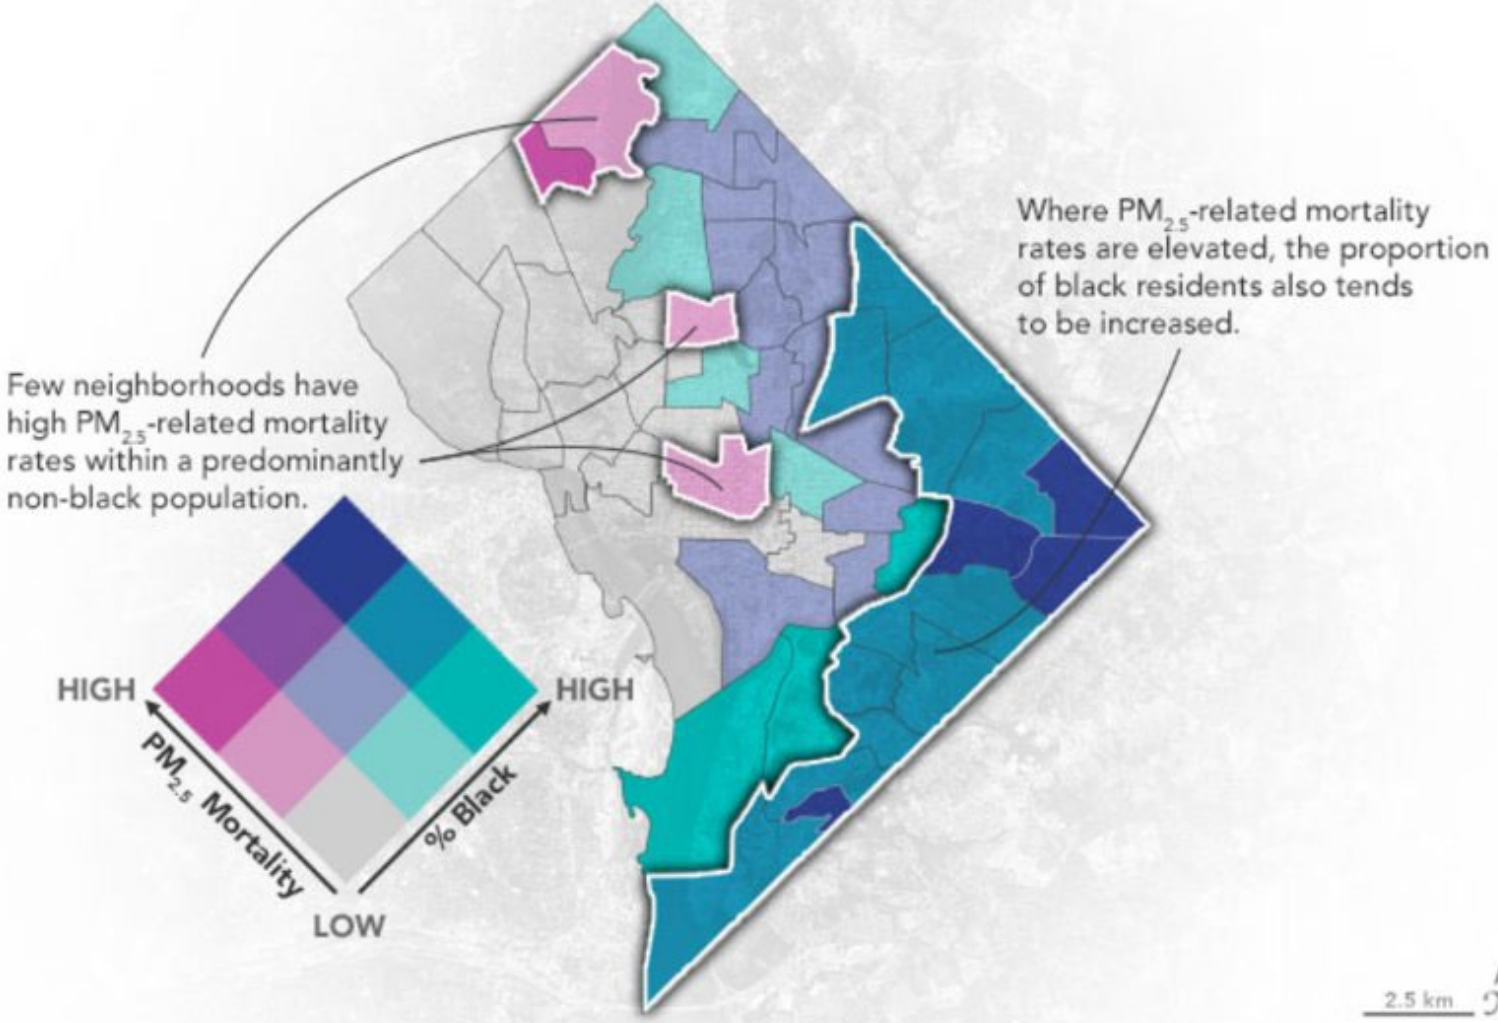 Where PM2.5-related mortality
rates are elevated, the proportion
of black residents also tends
to be increased.
Few neighborhoods have
high PM2.5-related mortality
rates within a predominantly
non-black population.
HIGH
HIGH
PM2.5 Mortality
% Black
LOW
2.5 km